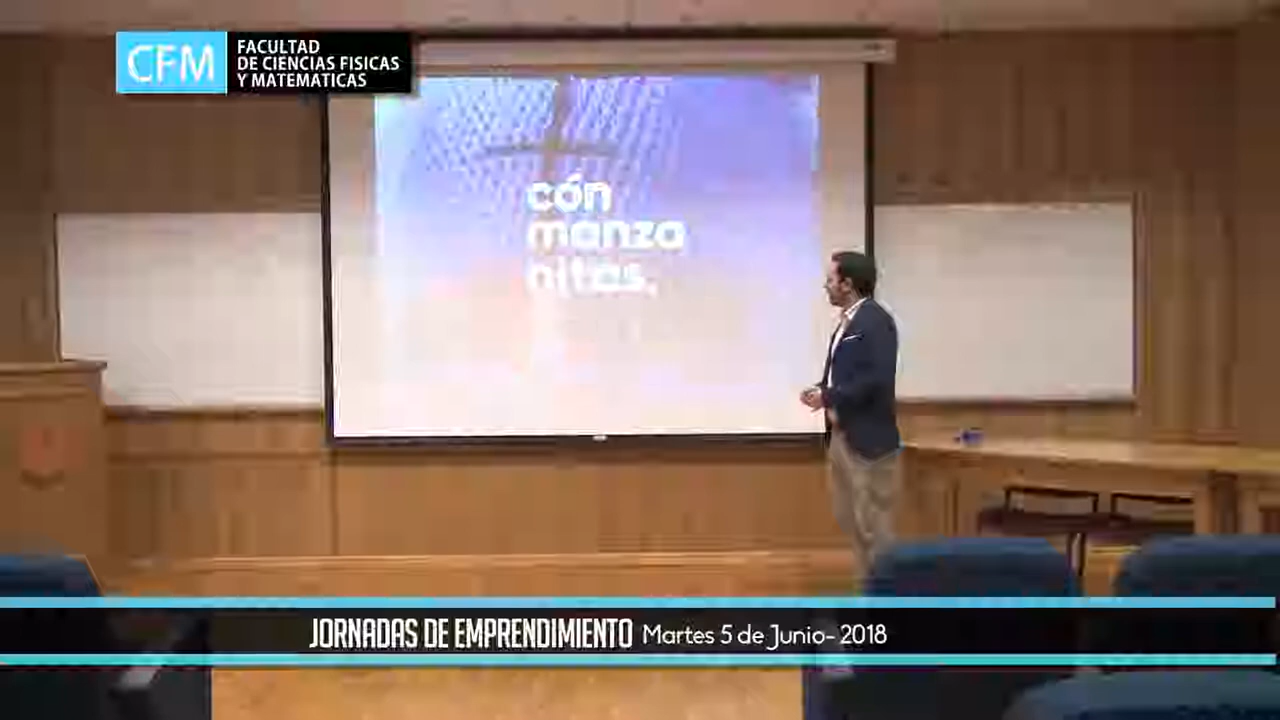 CFM
FACULTAD
DE CIENCIAS FISICAS
Y MATEMATICAS
cón
manza
nitas.
JORNADAS DE EMPRENDIMIENTO Martes 5 de Junio- 2018